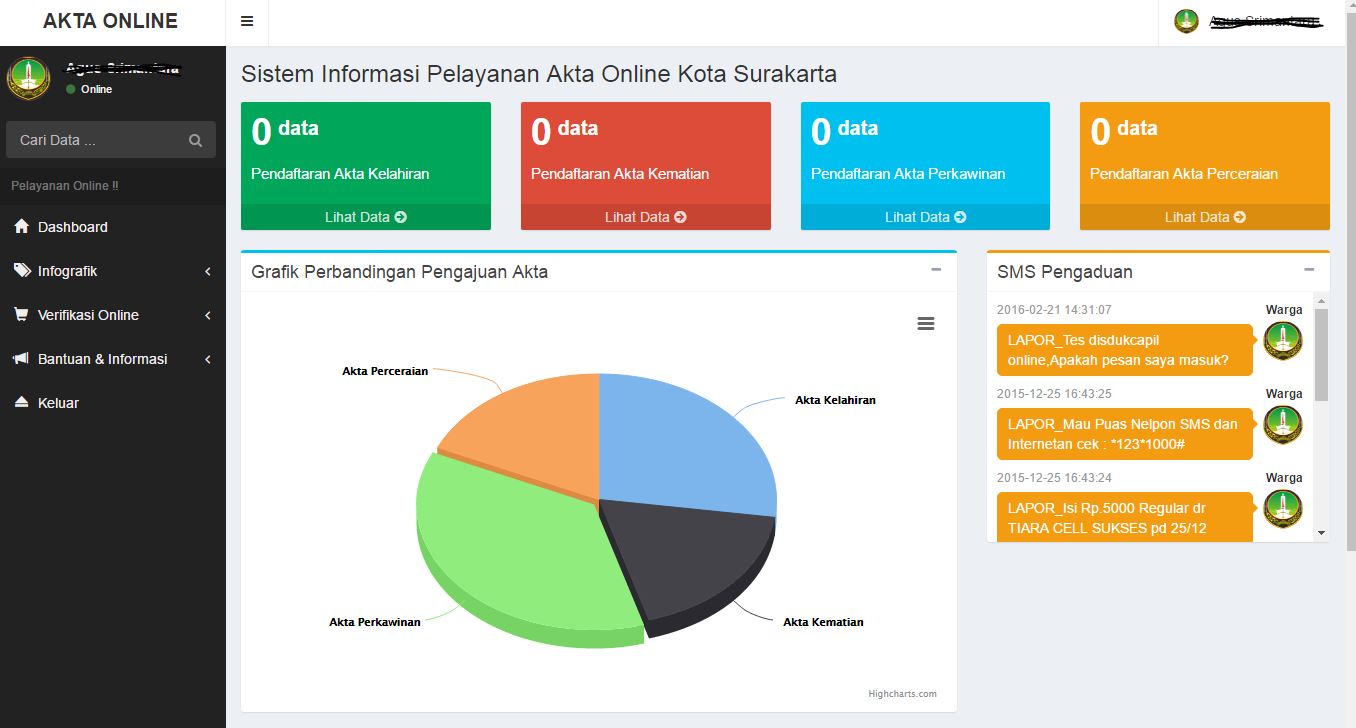 AKTA ONLINE
Online
Cari Data ...
Pelayanan Online !!
Dashboard
Infografik
Verifikasi Online
Bantuan & Informasi
Keluar
Sistem Informasi Pelayanan Akta Online Kota Surakarta
0 data
Pendaftaran Akta Kelahiran
Lihat Data
0 data
Pendaftaran Akta Kematian
Lihat Data
0 data
Pendaftaran Akta Perkawinan
Lihat Data
0 data
Pendaftaran Akta Perceraian
Lihat Data
Grafik Perbandingan Pengajuan Akta
Akta Perceraian
Akta Kelahiran
Akta Perkawinan
Akta Kematian
Highcharts.com
SMS Pengaduan
2016-02-21 14:31:07
Warga
LAPOR_Tes disdukcapil
online,Apakah pesan saya masuk?
2015-12-25 16:43:25
Warga
LAPOR_Mau Puas Nelpon SMS dan
Internetan cek : *123*1000#
2015-12-25 16:43:24
Warga
LAPOR_Isi Rp.5000 Regular dr
TIARA CELL SUKSES pd 25/12